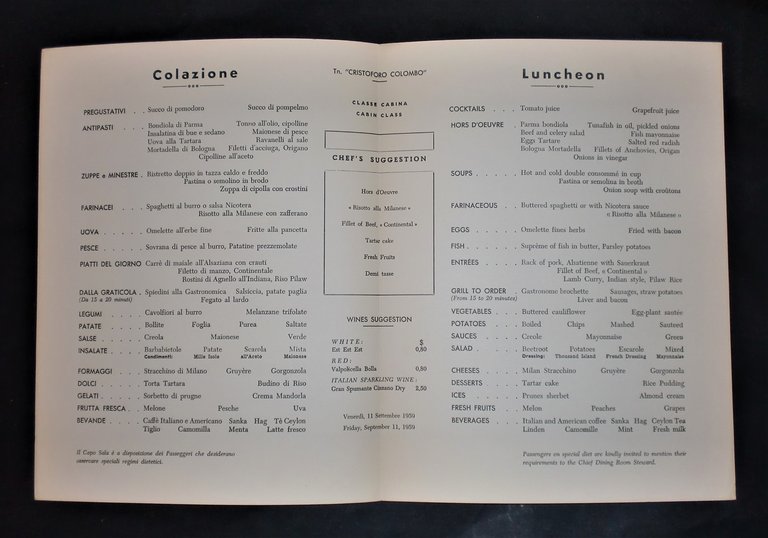 Colazione
PREGUSTATIVI . . Succo di pomodoro Succo di pompelmo
ANTIPASTI . . . Bondiola di Parma Tonno all'olio, cipolline
Insalatina di bue e sedano Maionese di pesce
Uova alla Tartara Ravanelli al sale
Mortadella di Bologna Filetti d'acciuga, Origano
Cipolline all'aceto
ZUPPE e MINESTRE . Ristretto doppio in tazza caldo e freddo
Pastina o semolino in brodo
Zuppa di cipolla con crostini
FARINACEI . . . Spaghetti al burro o salsa Nicotera
Risotto alla Milanese con zafferano
UOVA . . . . . Omelette all'erbe fine Fritte alla pancetta
PESCE . . . . . Sovrana di pesce al burro, Patatine prezzemolate
PIATTI DEL GIORNO Carrè di maiale all'Alsaziana con crauti
Filetto di manzo, Continentale
Rostini di Agnello all'Indiana, Riso Pilaw
DALLA GRATICOLA . Spiedini alla Gastronomica Salsiccia, patate paglia
(Da 15 a 20 minuti) Fegato al lardo
LEGUMI . . . . Cavolfiori al burro Melanzane trifolate
PATATE . . . . Bollite Foglia Purea Saltate
SALSE . . . . . Creola Maionese Verde
INSALATE . . . . Barbabietole Patate Scarola Mista
Condimenti: Mille Isole all'Aceto Maionese
FORMAGGI . . . Stracchino di Milano Gruyère Gorgonzola
DOLCI . . . . . Torta Tartara Budino di Riso
GELATI . . . . . Sorbetto di prugne Crema Mandorla
FRUTTA FRESCA . . Melone Pesche Uva
BEVANDE . . . . Caffè Italiano e Americano Sanka Hag Tè Ceylon
Tiglio Camomilla Menta Latte fresco
Il Capo Sala è a disposizione dei Passeggeri che desiderano
osservare speciali regimi dietetici.
Tn. "CRISTOFORO COLOMBO"
CLASSE CABINA
CABIN CLASS
CHEF'S SUGGESTION
Hors d'Oeuvre
« Risotto alla Milanese »
Fillet of Beef, « Continental »
Tartar cake
Fresh Fruits
Demi tasse
WINES SUGGESTION
WHITE: $
Est Est Est 0,80
RED:
Valpolicella Bolla 0,80
ITALIAN SPARKLING WINE:
Gran Spumante Cinzano Dry 2,50
Venerdì, 11 Settembre 1959
Friday, September 11, 1959
Luncheon
COCKTAILS . . . Tomato juice Grapefruit juice
HORS D'OEUVRE . . Parma bondiola Tunafish in oil, pickled onions
Beef and celery salad Fish mayonnaise
Eggs Tartare Salted red radish
Bologna Mortadella Fillets of Anchovies, Origan
Onions in vinegar
SOUPS . . . . . Hot and cold double consommé in cup
Pastina or semolina in broth
Onion soup with croûtons
FARINACEOUS . . . Buttered spaghetti or with Nicotera sauce
« Risotto alla Milanese »
EGGS . . . . . . Omelette fines herbs Fried with bacon
FISH . . . . . . Suprème of fish in butter, Parsley potatoes
ENTRÉES . . . . Rack of pork, Alsatienne with Sauerkraut
Fillet of Beef, « Continental »
Lamb Curry, Indian style, Pilaw Rice
GRILL TO ORDER . Gastronome brochette Sausages, straw potatoes
(From 15 to 20 minutes) Liver and bacon
VEGETABLES . . . Buttered cauliflower Egg-plant sautée
POTATOES . . . Boiled Chips Mashed Sauteed
SAUCES . . . . Creole Mayonnaise Green
SALAD . . . . . Beetroot Potatoes Escarole Mixed
Dressing: Thousand Island French Dressing Mayonnaise
CHEESES . . . . Milan Stracchino Gruyère Gorgonzola
DESSERTS . . . . Tartar cake Rice Pudding
ICES . . . . . . Prunes sherbet Almond cream
FRESH FRUITS . . . Melon Peaches Grapes
BEVERAGES . . . Italian and American coffee Sanka Hag Ceylon Tea
Linden Camomille Mint Fresh milk
Passengers on special diet are kindly incuited to mention their
requirements to the Chief Dining Room Steward.